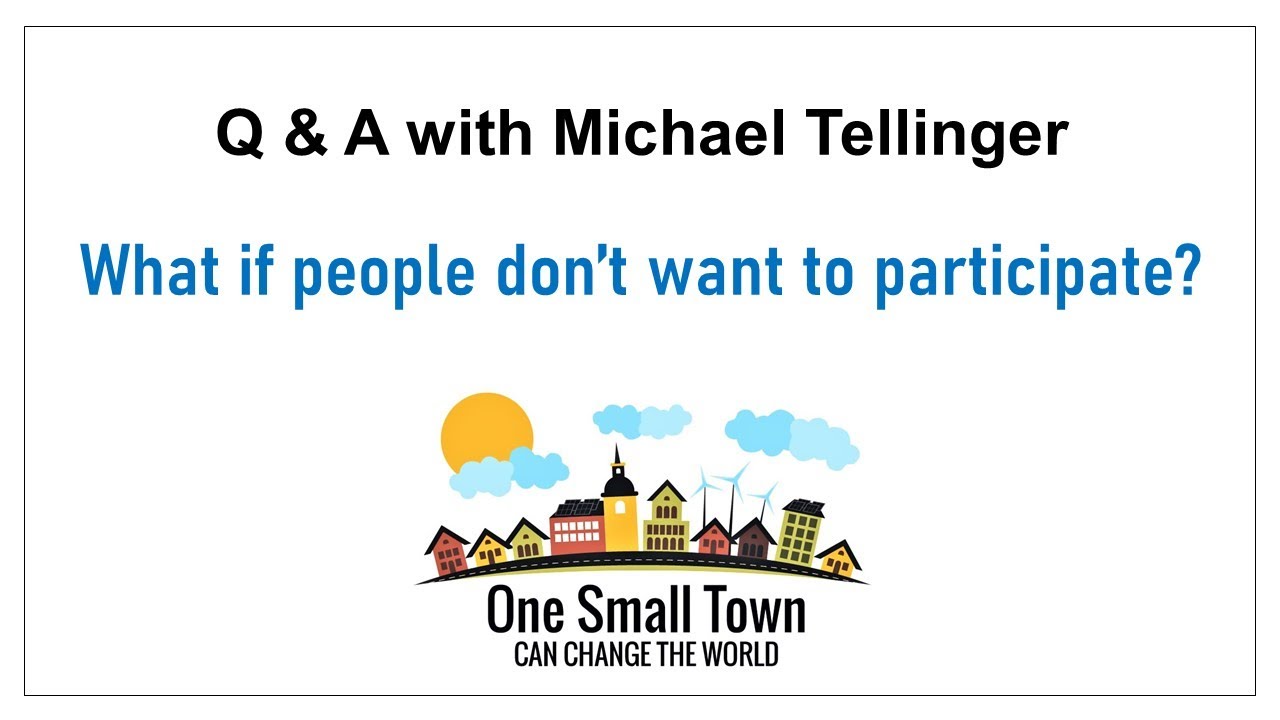 Q & A with Michael Tellinger
What if people don’t want to participate?
One Small Town
CAN CHANGE THE WORLD